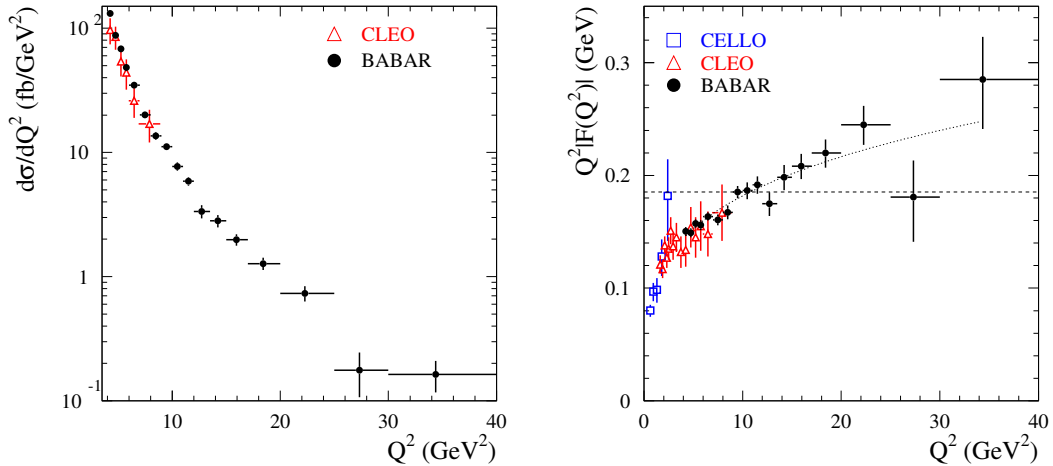 dσ/dQ² (fb/GeV²)
10²
10
1
10⁻¹
CLEO
BABAR
10 20 30 40
Q² (GeV²)
Q²|F(Q²)| (GeV)
0.3
0.2
0.1
0
CELLO
CLEO
BABAR
0 10 20 30 40
Q² (GeV²)